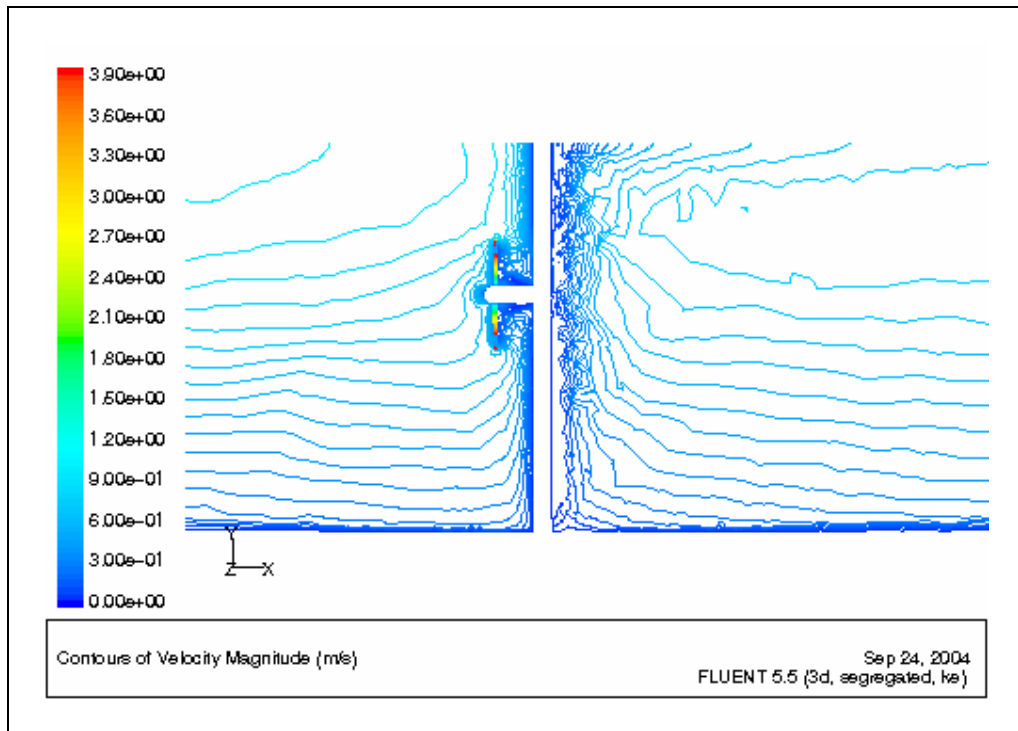 3.90e+00
3.60e+00
3.30e+00
3.00e+00
2.70e+00
2.40e+00
2.10e+00
1.80e+00
1.50e+00
1.20e+00
9.00e-01
6.00e-01
3.00e-01
0.00e+00
Y
Z X
Contours of Velocity Magnitude (m/s)
Sep 24, 2004
FLUENT 5.5 (3d, segregated, ke)